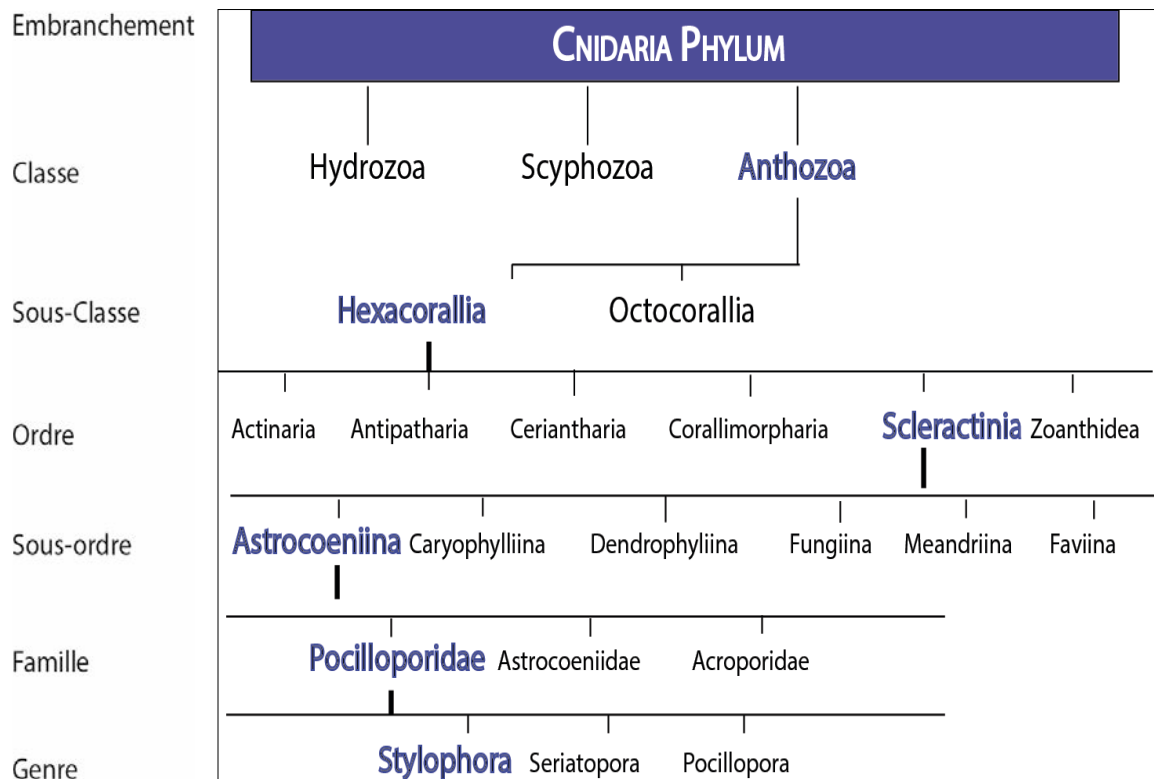 Embranchement
CNIDARIA PHYLUM
Classe
Hydrozoa Scyphozoa Anthozoa
Sous-Classe
Hexacorallia Octocorallia
Ordre
Actinaria Antipatharia Ceriantharia Corallimorpharia Scleractinia Zoanthidea
Sous-ordre
Astrocoeniina Caryophylliina Dendrophyliina Fungiina Meandriina Faviina
Famille
Pocilloporidae Astrocoeniidae Acroporidae
Genre
Stylophora Seriatopora Pocillopora